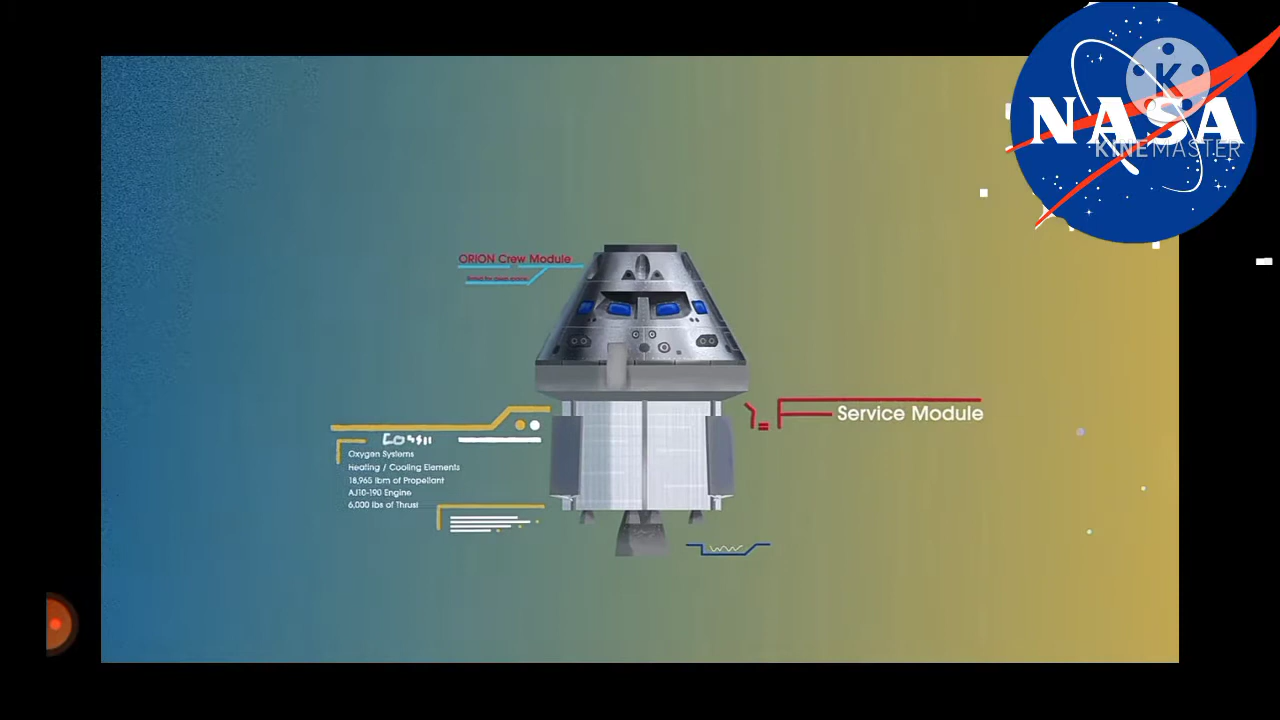 NASA
KINEMASTER
ORION Crew Module
Service Module
Oxygen Systems
Heating / Cooling Elements
18,965 lbm of Propellant
AJ10-190 Engine
6,000 lbs of Thrust